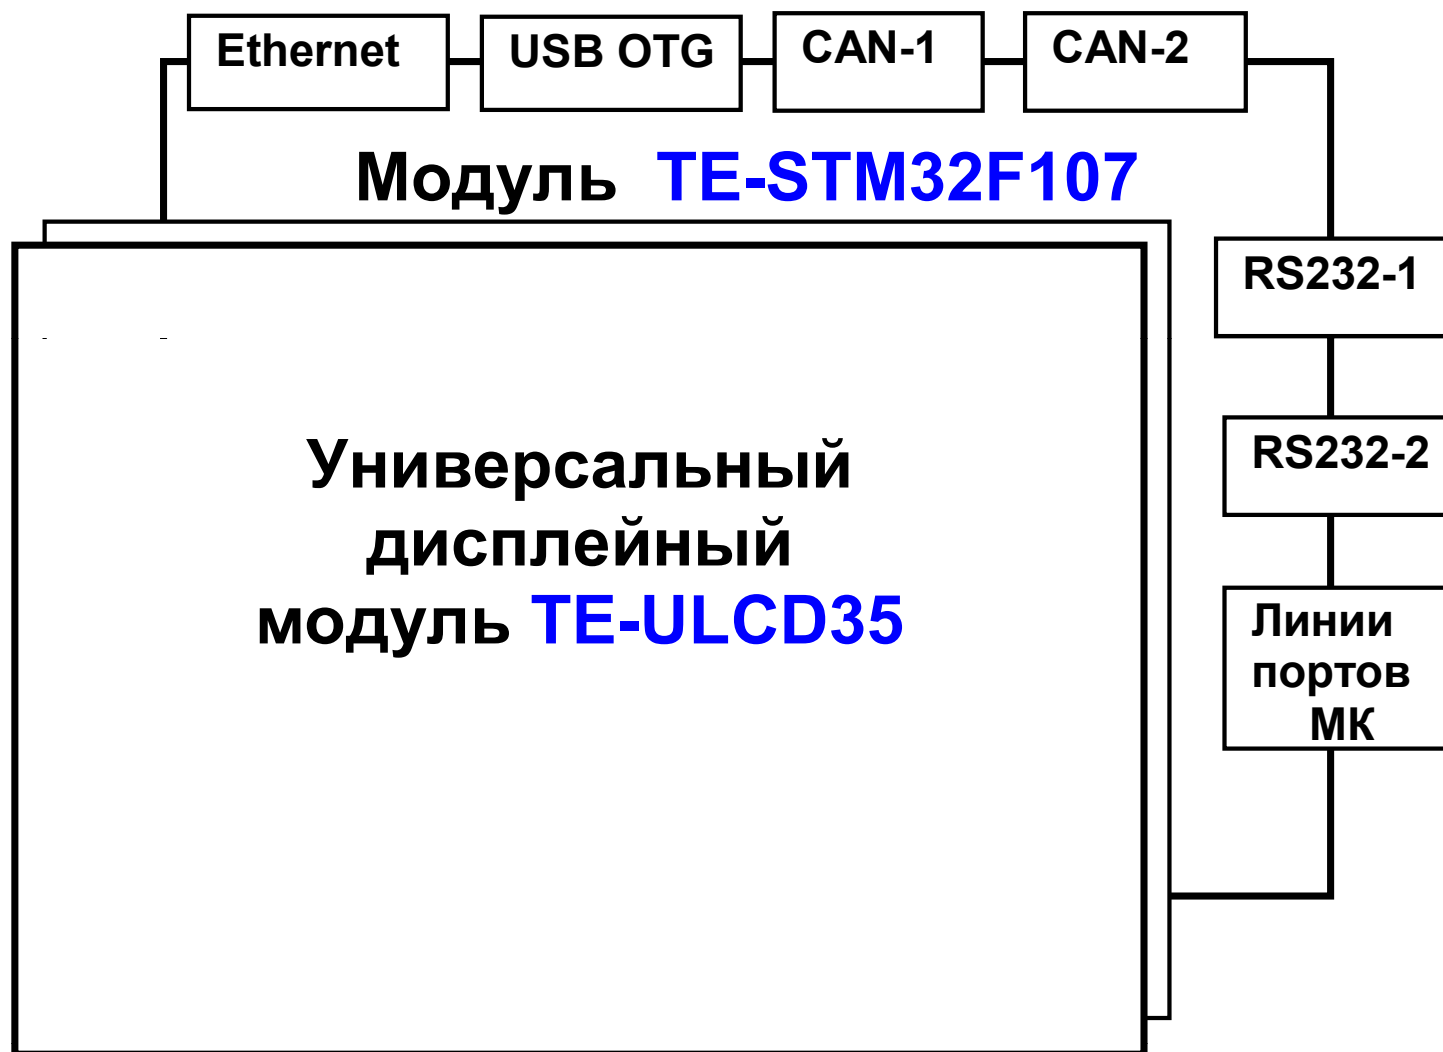 Ethernet
USB OTG
CAN-1
CAN-2
Модуль TE-STM32F107
RS232-1
RS232-2
Универсальный
дисплейный
модуль TE-ULCD35
Линии
портов
МК